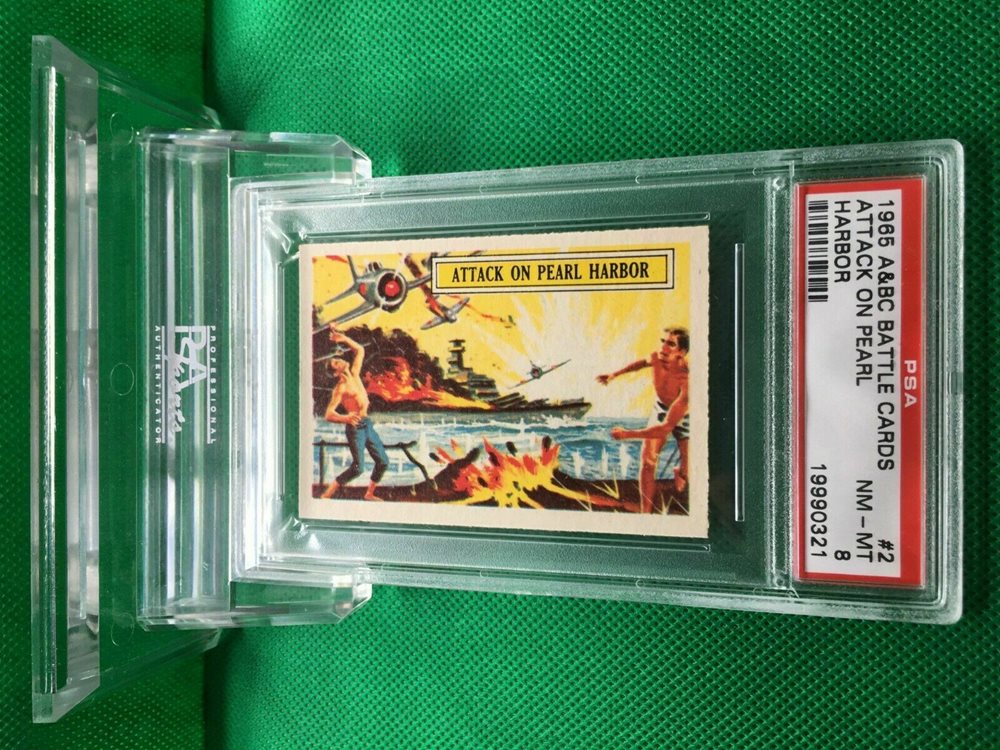 1965 A&BC BATTLE CARDS #2
ATTACK ON PEARL NM - MT
HARBOR 8
19990321
PSA
ATTACK ON PEARL HARBOR
PROFESSIONAL
PSA
AUTHENTICATOR